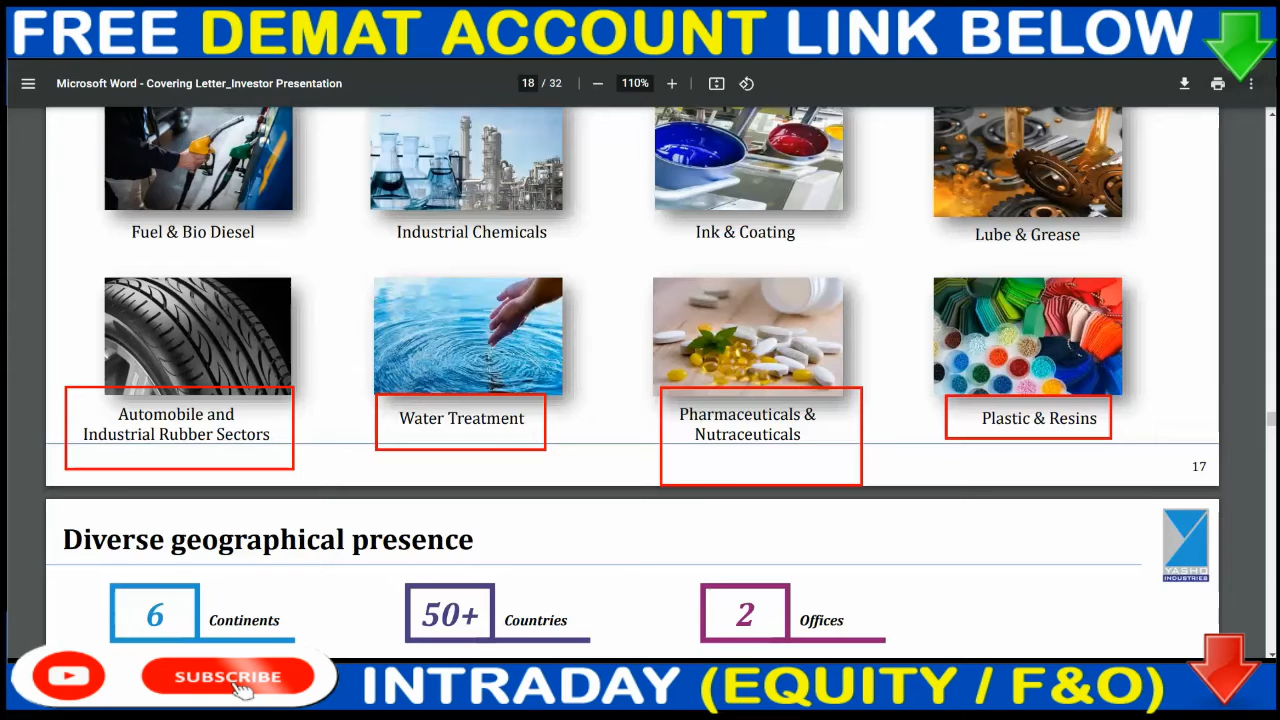 FREE DEMAT ACCOUNT LINK BELOW
Microsoft Word - Covering Letter_Investor Presentation
18 / 32
110%
Fuel & Bio Diesel
Industrial Chemicals
Ink & Coating
Lube & Grease
Automobile and
Industrial Rubber Sectors
Water Treatment
Pharmaceuticals &
Nutraceuticals
Plastic & Resins
17
Diverse geographical presence
YASHO
INDUSTRIES
6 Continents
50+ Countries
2 Offices
SUBSCRIBE
INTRADAY (EQUITY / F&O)